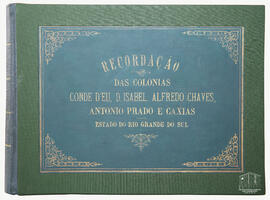 RECORDAÇÃO
DAS COLONIAS
CONDE D'EU, D. ISABEL, ALFREDO CHAVES,
ANTONIO PRADO E CAXIAS
ESTADO DO RIO GRANDE DO SUL